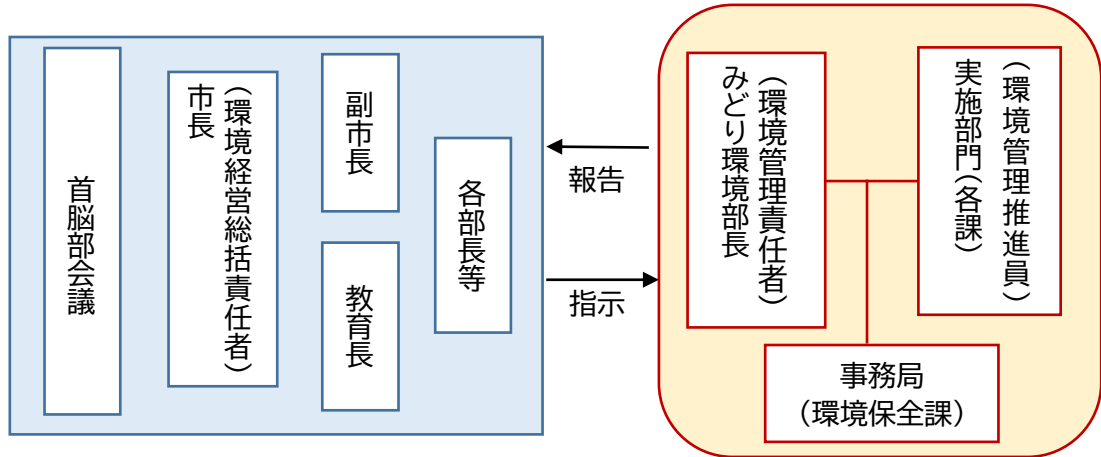 首脳部会議
市長
（環境経営総括責任者）
副市長
教育長
各部長等
報告
指示
みどり環境部長
（環境管理責任者）
実施部門（各課）
（環境管理推進員）
事務局
（環境保全課）